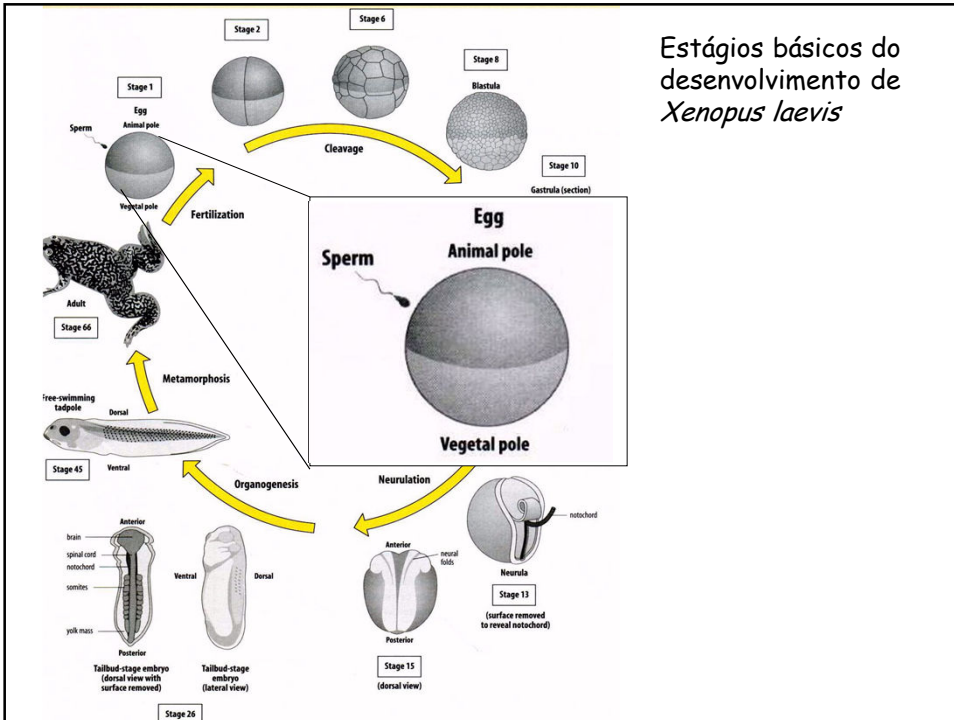 Estágios básicos do
desenvolvimento de
Xenopus laevis
Stage 1
Egg
Animal pole
Sperm
Vegetal pole
Fertilization
Stage 2
Stage 6
Cleavage
Stage 8
Blastula
Stage 10
Gastrula (section)
Egg
Animal pole
Sperm
Vegetal pole
Neurulation
notochord
Neurula
Stage 13
(surface removed
to reveal notochord)
Anterior
neural
folds
Posterior
Stage 15
(dorsal view)
Organogenesis
Anterior
brain
spinal cord
notochord
somites
yolk mass
Posterior
Tailbud-stage embryo
(dorsal view with
surface removed)
Ventral
Dorsal
Tailbud-stage
embryo
(lateral view)
Stage 26
Free-swimming
tadpole
Dorsal
Ventral
Stage 45
Metamorphosis
Adult
Stage 66